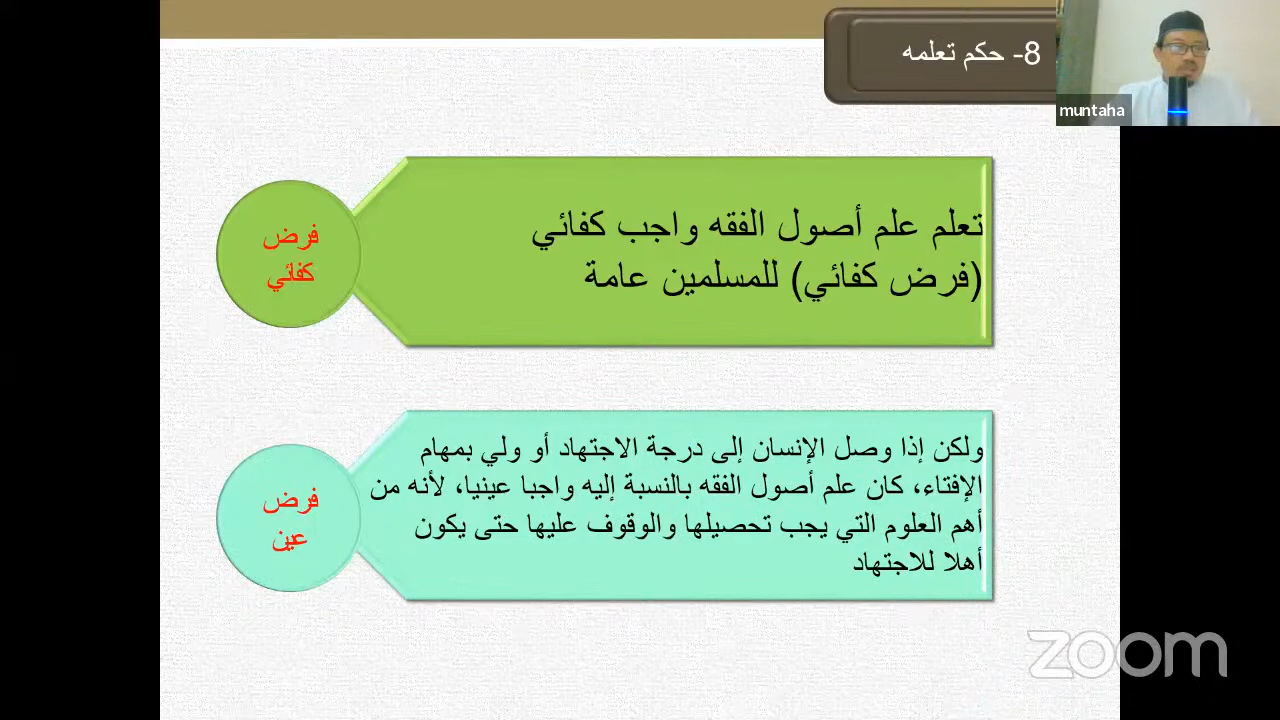 8- حكم تعلمه
muntaha
تعلم علم أصول الفقه واجب كفائي
(فرض كفائي) للمسلمين عامة
فرض
كفائي
ولكن إذا وصل الإنسان إلى درجة الاجتهاد أو ولي بمهام
الإفتاء، كان علم أصول الفقه بالنسبة إليه واجبا عينيا، لأنه من
أهم العلوم التي يجب تحصيلها والوقوف عليها حتى يكون
أهلا للاجتهاد
فرض
عين
zoom